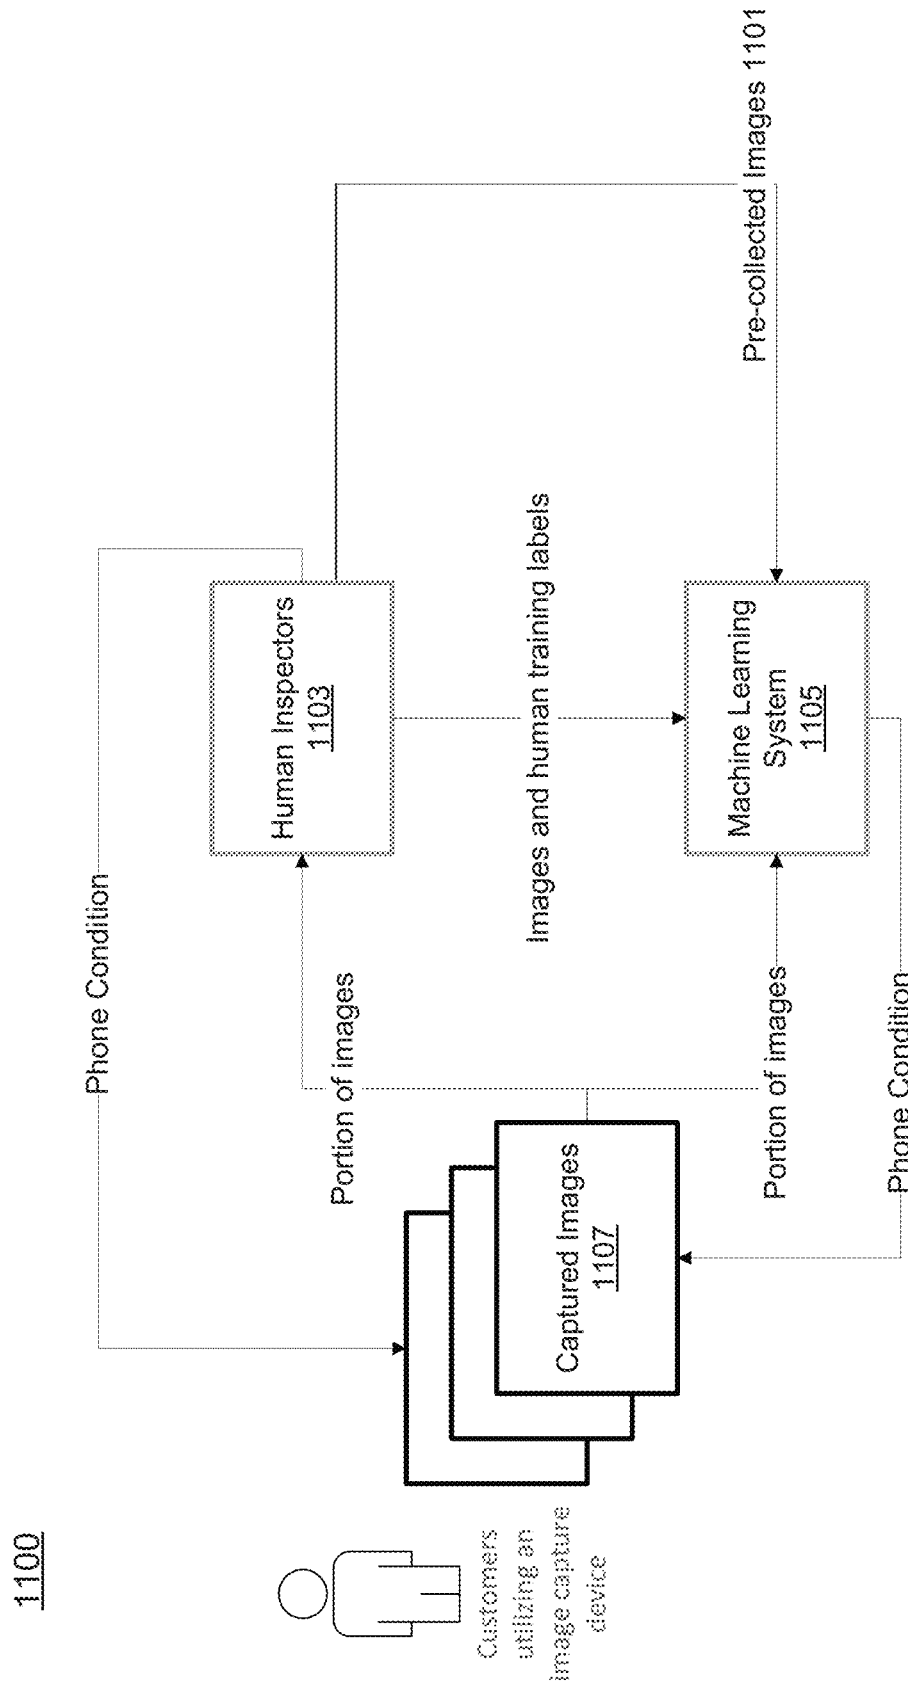 1100
Customers
utilizing an
image capture
device
Captured Images
1107
Phone Condition
Portion of images
Portion of images
Phone Condition
Human Inspectors
1103
Images and human training labels
Machine Learning
System
1105
Pre-collected Images 1101